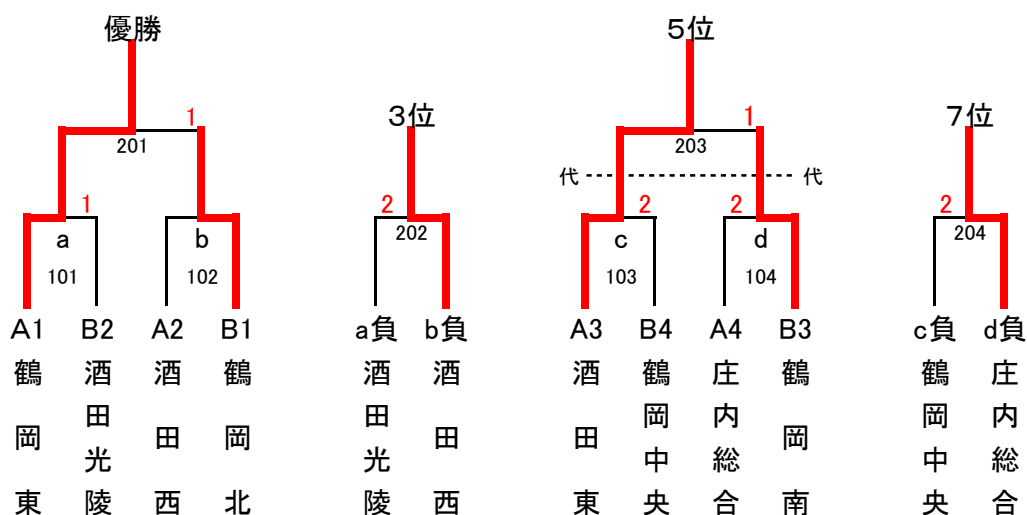 優勝
5位
1
3位
1
7位
201
203
代
代
1
2
2
2
2
a
b
202
c
d
204
101
102
103
104
A1
B2
A2
B1
a負
b負
A3
B4
A4
B3
c負
d負
鶴岡東
酒田光陵
酒田西
鶴岡北
酒田光陵
酒田西
酒田東
鶴岡中央
庄内総合
鶴岡南
鶴岡中央
庄内総合